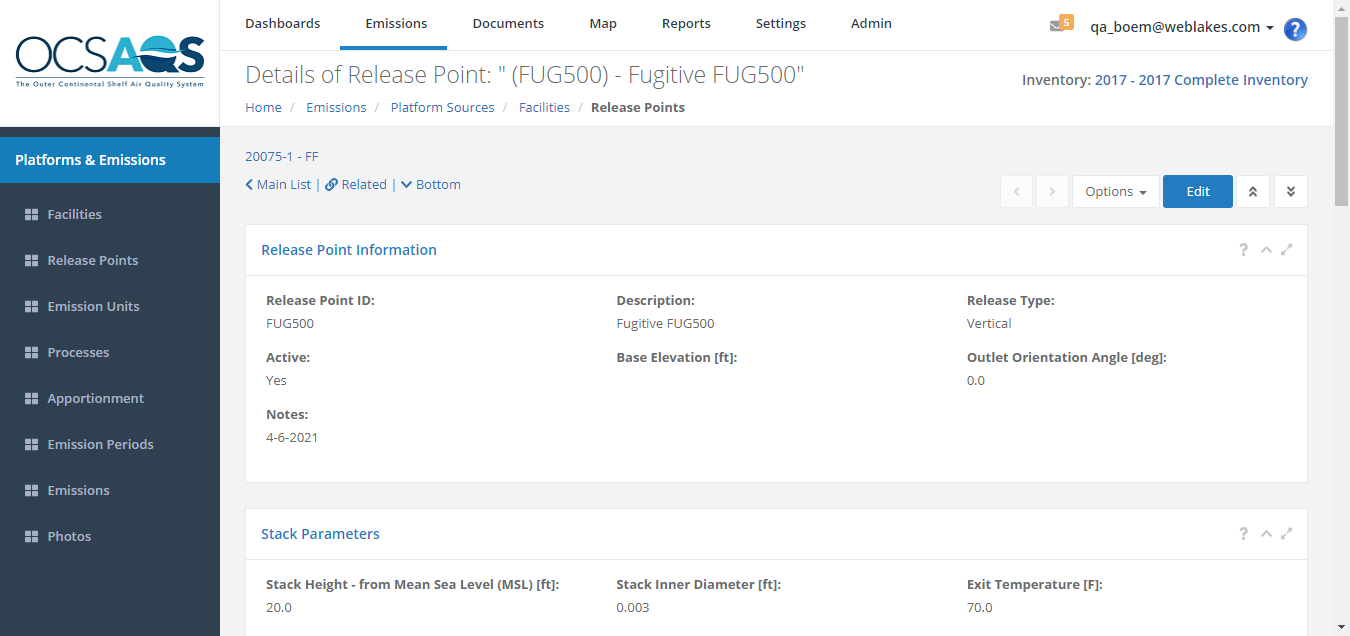 OCSAQS
The Outer Continental Shelf Air Quality System
Dashboards Emissions Documents Map Reports Settings Admin
5 qa_boem@weblakes.com ?
Details of Release Point: " (FUG500) - Fugitive FUG500"
Inventory: 2017 - 2017 Complete Inventory
Home / Emissions / Platform Sources / Facilities / Release Points
Platforms & Emissions
Facilities
Release Points
Emission Units
Processes
Apportionment
Emission Periods
Emissions
Photos
20075-1 - FF
Main List | Related | Bottom
Options Edit
Release Point Information ?
Release Point ID: Description: Release Type:
FUG500 Fugitive FUG500 Vertical
Active: Base Elevation [ft]: Outlet Orientation Angle [deg]:
Yes 0.0
Notes:
4-6-2021
Stack Parameters ?
Stack Height - from Mean Sea Level (MSL) [ft]: Stack Inner Diameter [ft]: Exit Temperature [F]:
20.0 0.003 70.0